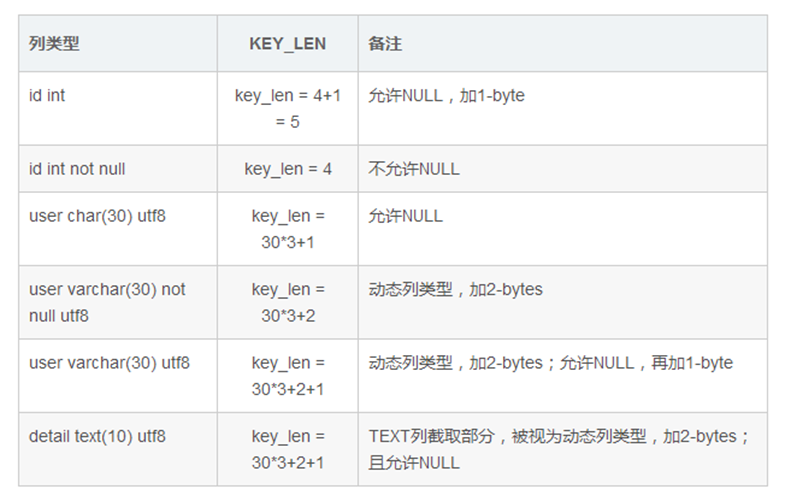 列类型
KEY_LEN
备注
id int
key_len = 4+1
= 5
允许NULL，加1-byte
id int not null
key_len = 4
不允许NULL
user char(30) utf8
key_len =
30*3+1
允许NULL
user varchar(30) not
null utf8
key_len =
30*3+2
动态列类型，加2-bytes
user varchar(30) utf8
key_len =
30*3+2+1
动态列类型，加2-bytes；允许NULL，再加1-byte
detail text(10) utf8
key_len =
30*3+2+1
TEXT列截取部分，被视为动态列类型，加2-bytes；
且允许NULL